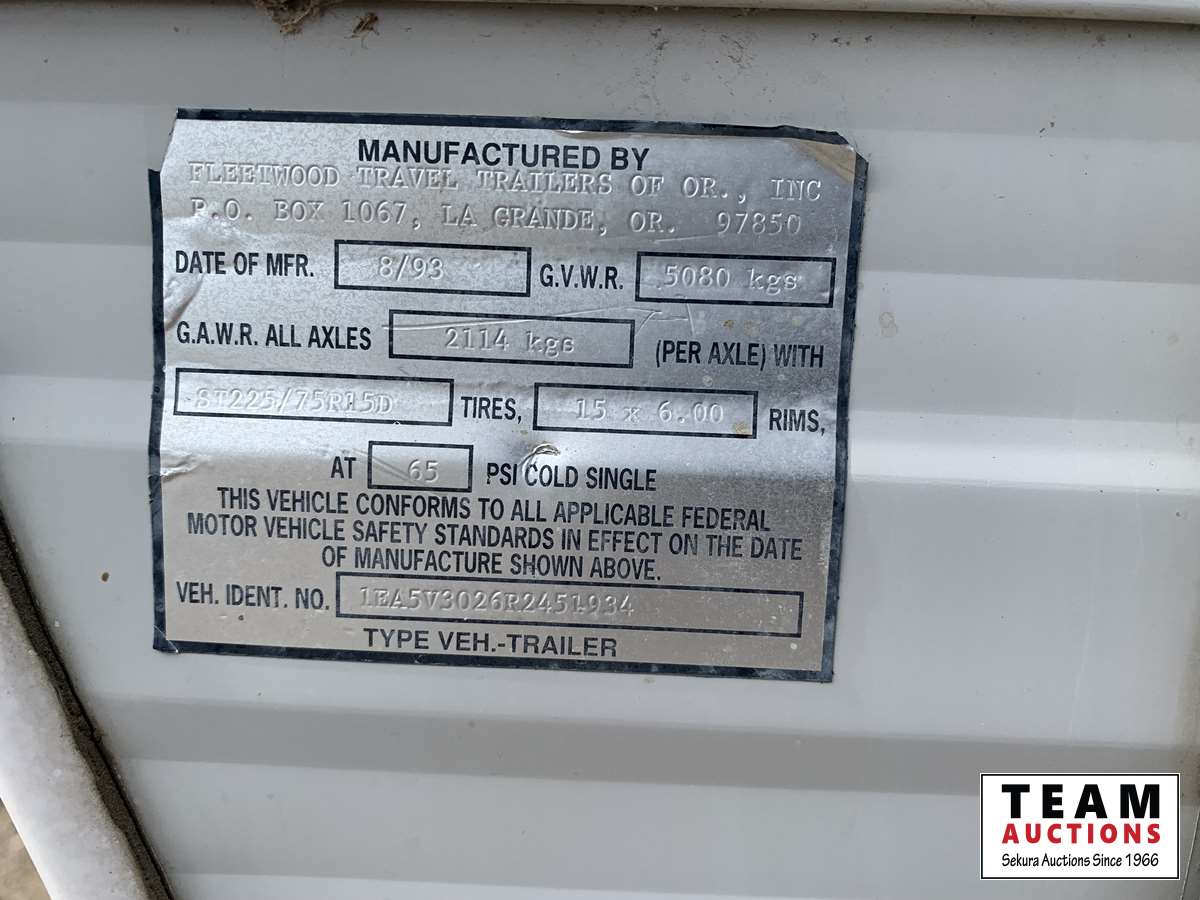 MANUFACTURED BY
FLEETWOOD TRAVEL TRAILERS OF OR., INC
P.O. BOX 1067, LA GRANDE, OR. 97850
DATE OF MFR. 8/93 G.V.W.R. 5080 kgs
G.A.W.R. ALL AXLES 2114 kgs (PER AXLE) WITH
ST225/75R15D TIRES, 15 x 6.00 RIMS,
AT 65 PSI COLD SINGLE
THIS VEHICLE CONFORMS TO ALL APPLICABLE FEDERAL
MOTOR VEHICLE SAFETY STANDARDS IN EFFECT ON THE DATE
OF MANUFACTURE SHOWN ABOVE.
VEH. IDENT. NO. 1EA5V3026R2451934
TYPE VEH.-TRAILER
TEAM
AUCTIONS
Sekura Auctions Since 1966